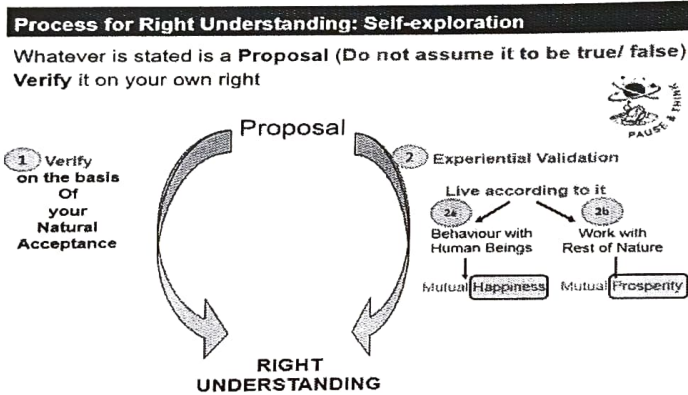 Process for Right Understanding: Self-exploration
Whatever is stated is a Proposal (Do not assume it to be true/ false)
Verify it on your own right
PAUSE & THINK
Proposal
1 Verify
on the basis
Of
your
Natural
Acceptance
2 Experiential Validation
Live according to it
2a
Behaviour with
Human Beings
Mutual Happiness
2b
Work with
Rest of Nature
Mutual Prosperity
RIGHT
UNDERSTANDING